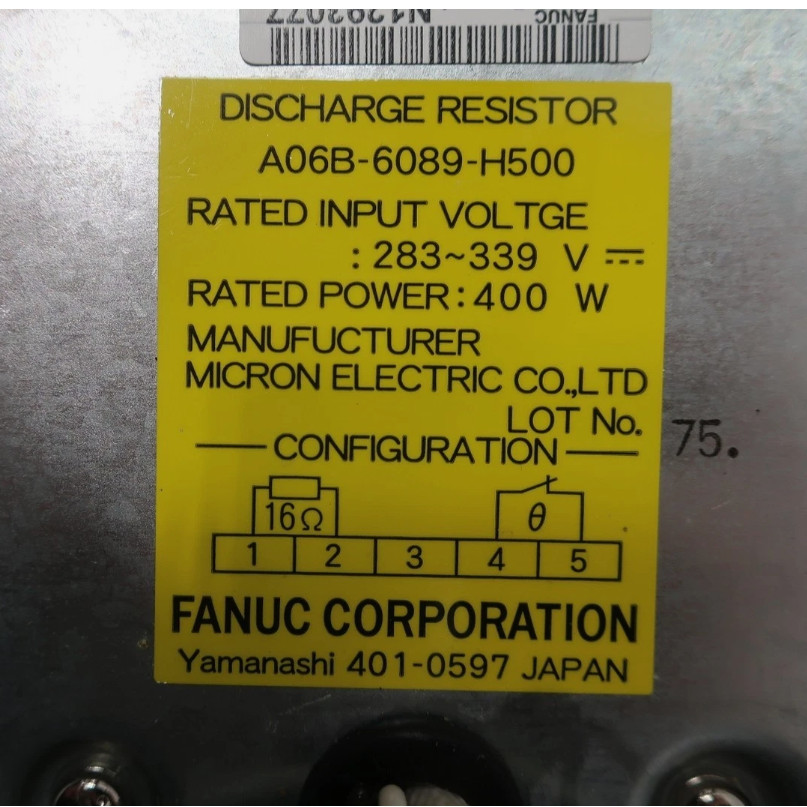 FANUC
DISCHARGE RESISTOR
A06B-6089-H500
RATED INPUT VOLTGE
: 283~339 V ⎓
RATED POWER : 400 W
MANUFUCTURER
MICRON ELECTRIC CO.,LTD
LOT No. 75.
CONFIGURATION
16Ω θ
1 2 3 4 5
FANUC CORPORATION
Yamanashi 401-0597 JAPAN